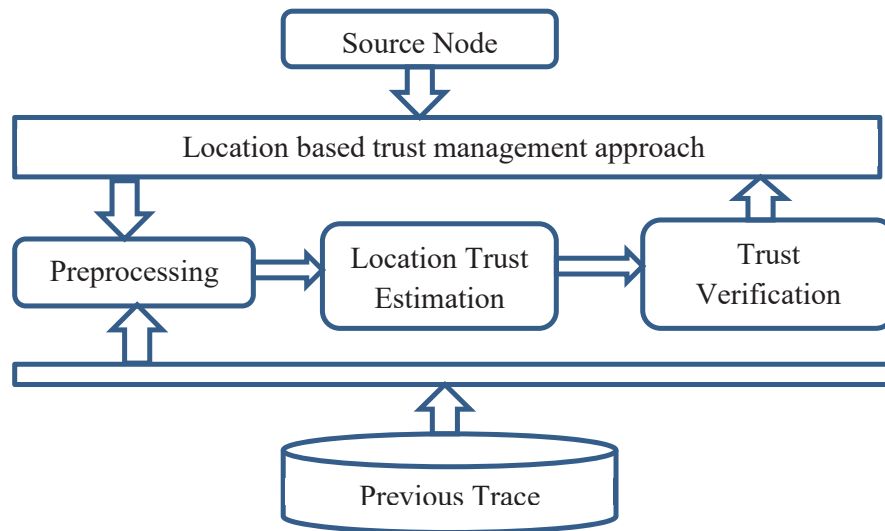 Source Node
Location based trust management approach
Preprocessing
Location Trust
Estimation
Trust
Verification
Previous Trace